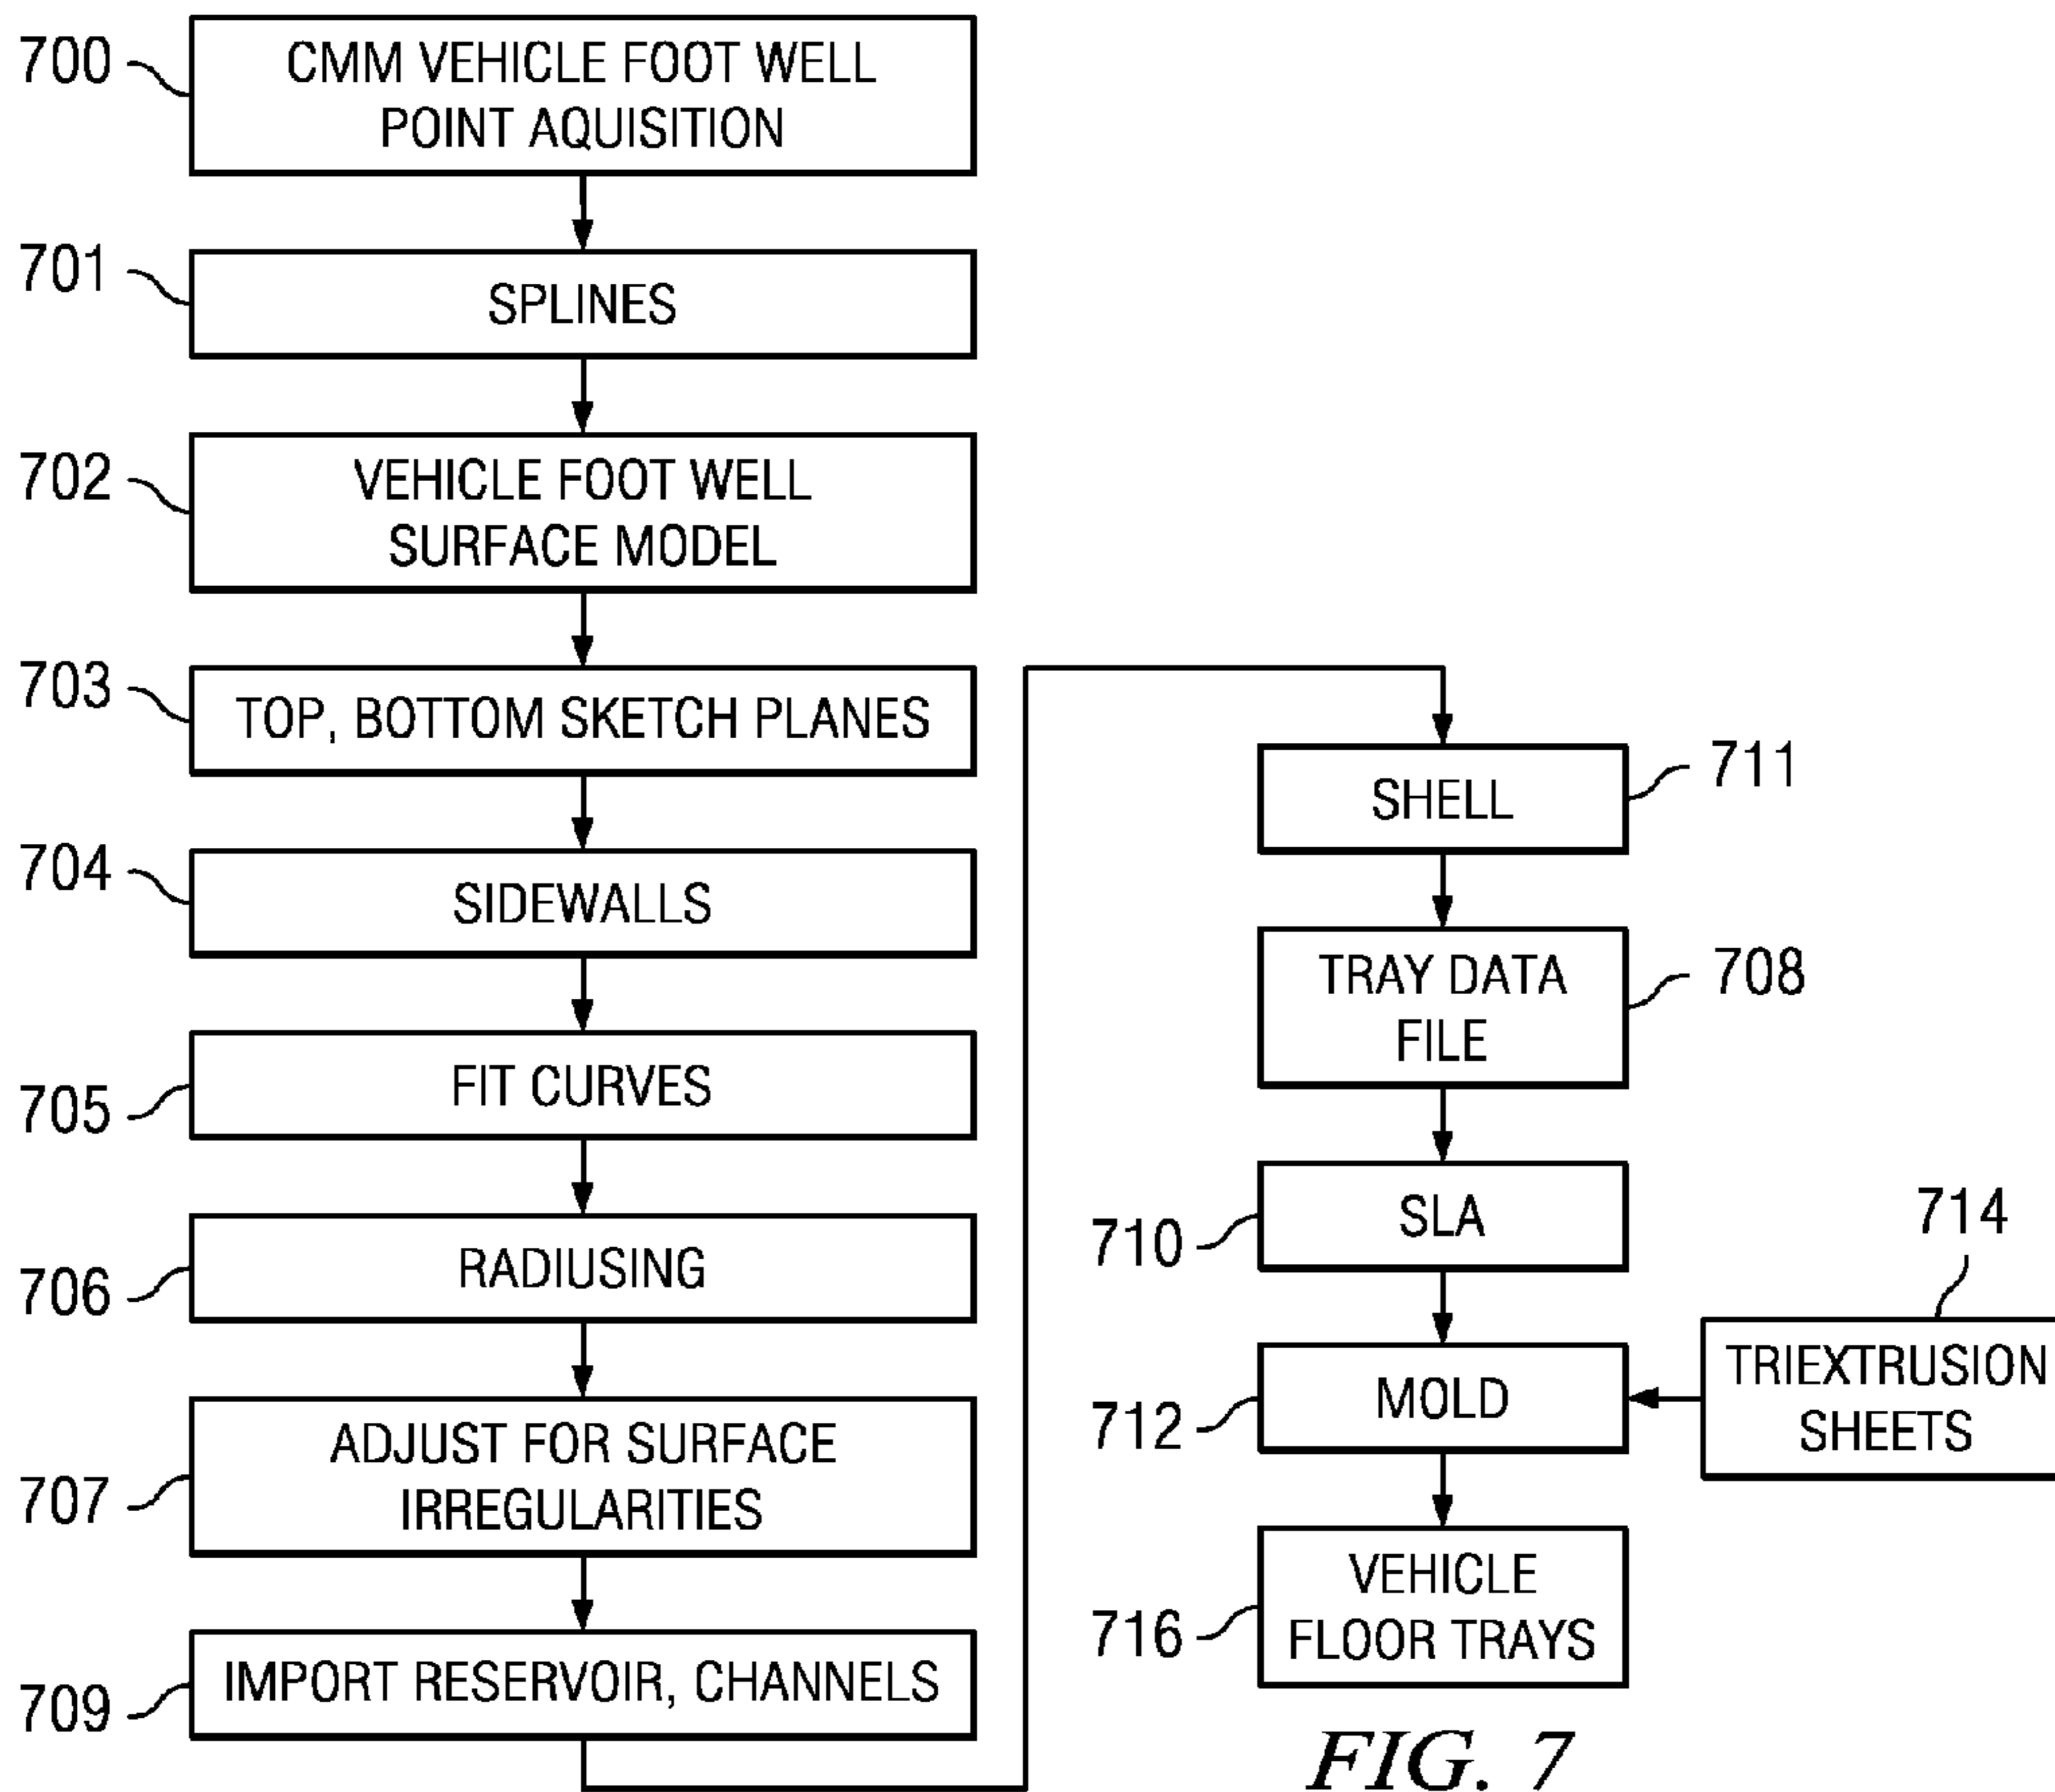 700
CMM VEHICLE FOOT WELL
POINT AQUISITION
701
SPLINES
702
VEHICLE FOOT WELL
SURFACE MODEL
703
TOP, BOTTOM SKETCH PLANES
704
SIDEWALLS
705
FIT CURVES
706
RADIUSING
707
ADJUST FOR SURFACE
IRREGULARITIES
709
IMPORT RESERVOIR, CHANNELS
SHELL
711
TRAY DATA
FILE
708
SLA
710
MOLD
712
714
TRIEXTRUSION
SHEETS
VEHICLE
FLOOR TRAYS
716
FIG. 7